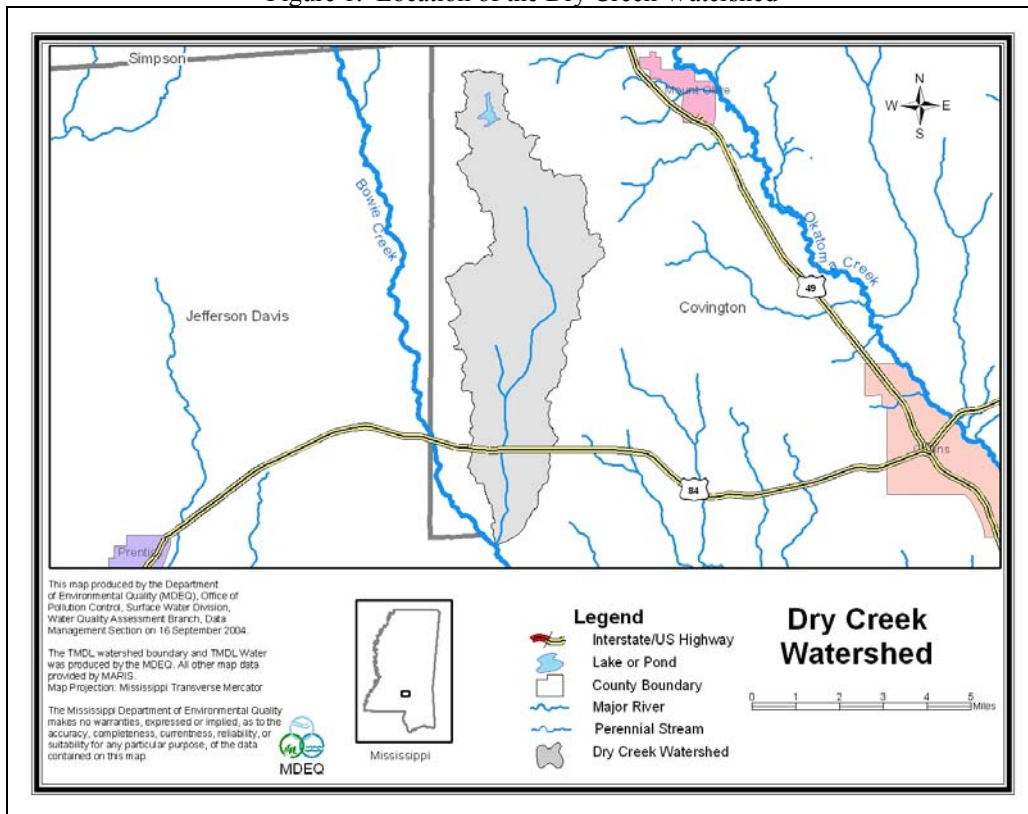 Figure 1. Location of the Dry Creek Watershed
Simpson
Mount Olive
N
W E
S
Bowie Creek
Okatoma Creek
49
Jefferson Davis
Covington
Collins
84
Prentiss
This map produced by the Department
of Environmental Quality (MDEQ), Office of
Pollution Control, Surface Water Division,
Water Quality Assessment Branch, Data
Management Section on 16 September 2004.
The TMDL watershed boundary and TMDL Water
was produced by the MDEQ. All other map data
provided by MARIS.
Map Projection: Mississippi Transverse Mercator
The Mississippi Department of Environmental Quality
makes no warranties, expressed or implied, as to the
accuracy, completeness, currentness, reliability, or
suitability for any particular purpose, of the data
contained on this map.
MDEQ
Mississippi
Legend
Interstate/US Highway
Lake or Pond
County Boundary
Major River
Perennial Stream
Dry Creek Watershed
Dry Creek
Watershed
0 1 2 3 4 5
Miles